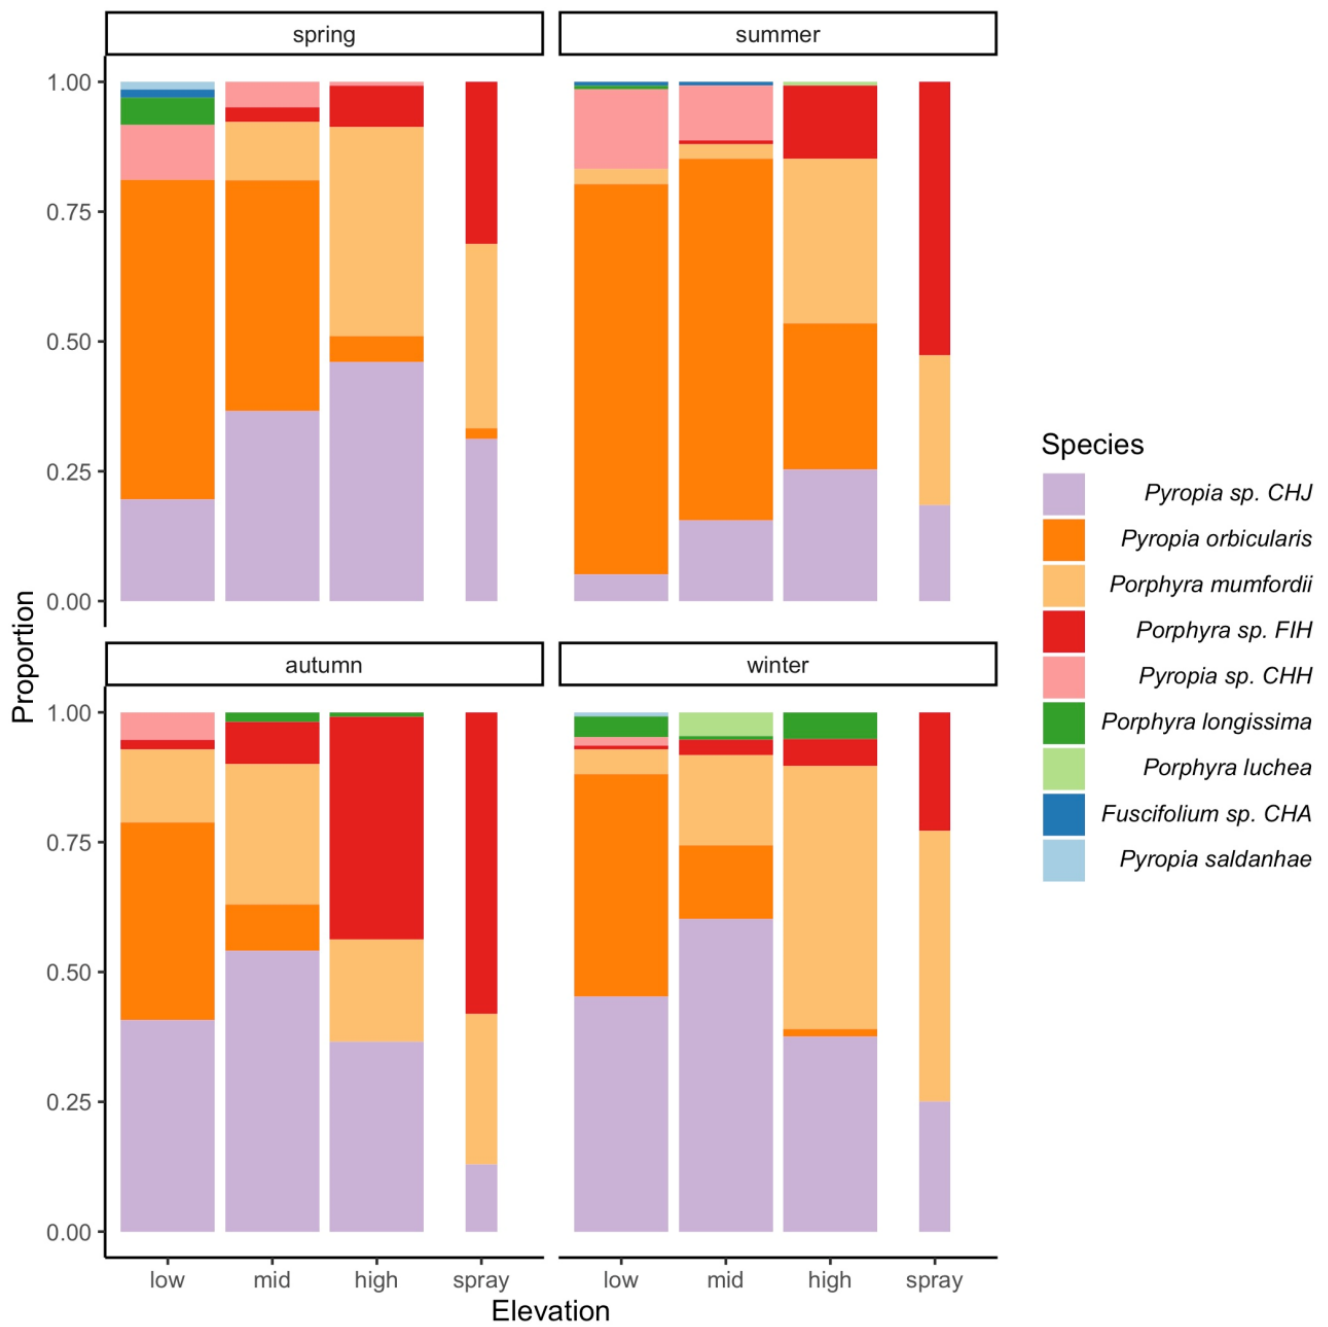 spring
summer
1.00
0.75
0.50
0.25
0.00
autumn
winter
1.00
0.75
0.50
0.25
0.00
low
mid
high
spray
low
mid
high
spray
Elevation
Proportion
Species
Pyropia sp. CHJ
Pyropia orbicularis
Porphyra mumfordii
Porphyra sp. FIH
Pyropia sp. CHH
Porphyra longissima
Porphyra luchea
Fuscifolium sp. CHA
Pyropia saldanhae